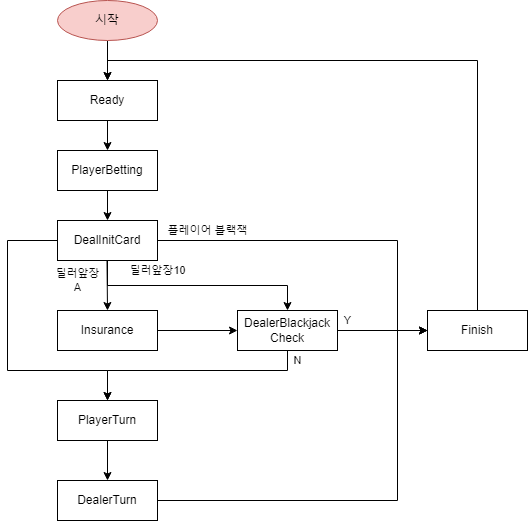 시작
Ready
PlayerBetting
DealInitCard
플레이어 블랙잭
딜러앞장
A
딜러앞장10
Insurance
DealerBlackjack
Check
Y
Finish
N
PlayerTurn
DealerTurn